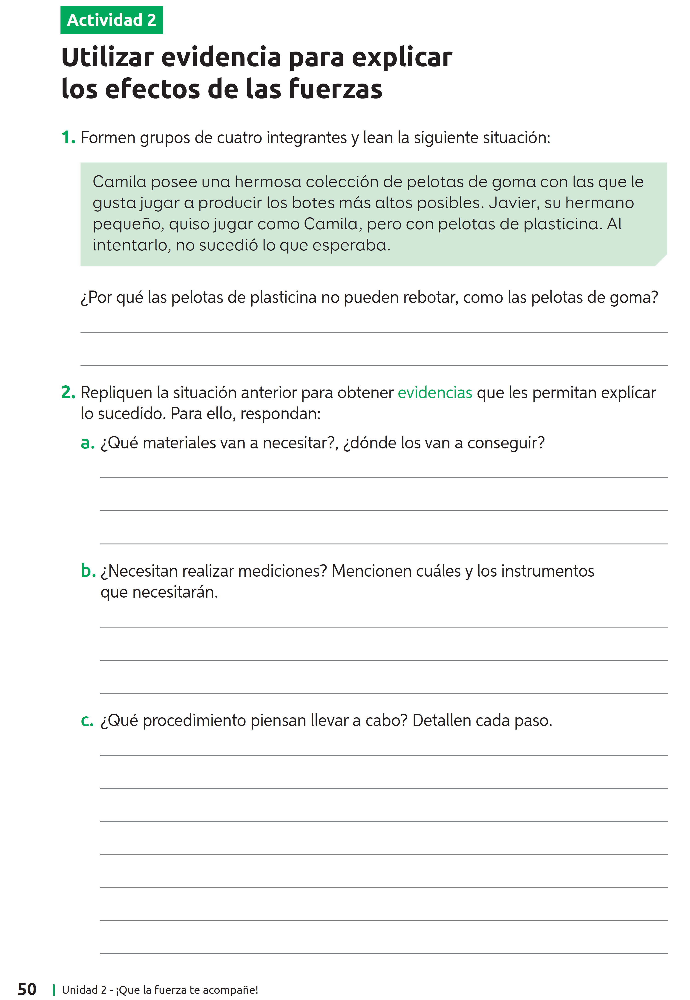 Actividad 2
Utilizar evidencia para explicar
los efectos de las fuerzas
1. Formen grupos de cuatro integrantes y lean la siguiente situación:
Camila posee una hermosa colección de pelotas de goma con las que le
gusta jugar a producir los botes más altos posibles. Javier, su hermano
pequeño, quiso jugar como Camila, pero con pelotas de plasticina. Al
intentarlo, no sucedió lo que esperaba.
¿Por qué las pelotas de plasticina no pueden rebotar, como las pelotas de goma?
2. Repliquen la situación anterior para obtener evidencias que les permitan explicar
lo sucedido. Para ello, respondan:
a. ¿Qué materiales van a necesitar?, ¿dónde los van a conseguir?
b. ¿Necesitan realizar mediciones? Mencionen cuáles y los instrumentos
que necesitarán.
c. ¿Qué procedimiento piensan llevar a cabo? Detallen cada paso.
50 | Unidad 2 - ¡Que la fuerza te acompañe!